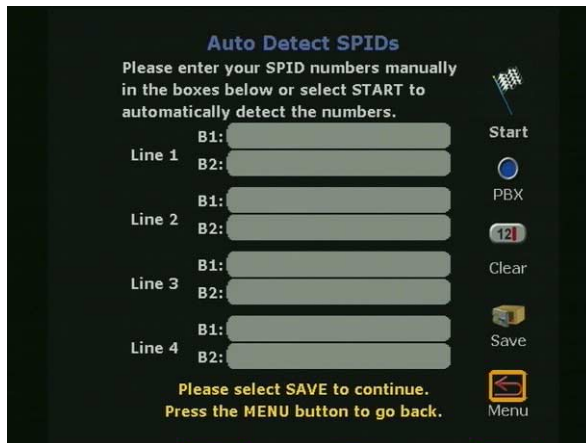 Auto Detect SPIDs
Please enter your SPID numbers manually
in the boxes below or select START to
automatically detect the numbers.
Line 1
B1:
B2:
Line 2
B1:
B2:
Line 3
B1:
B2:
Line 4
B1:
B2:
Please select SAVE to continue.
Press the MENU button to go back.
Start
PBX
12
Clear
Save
Menu